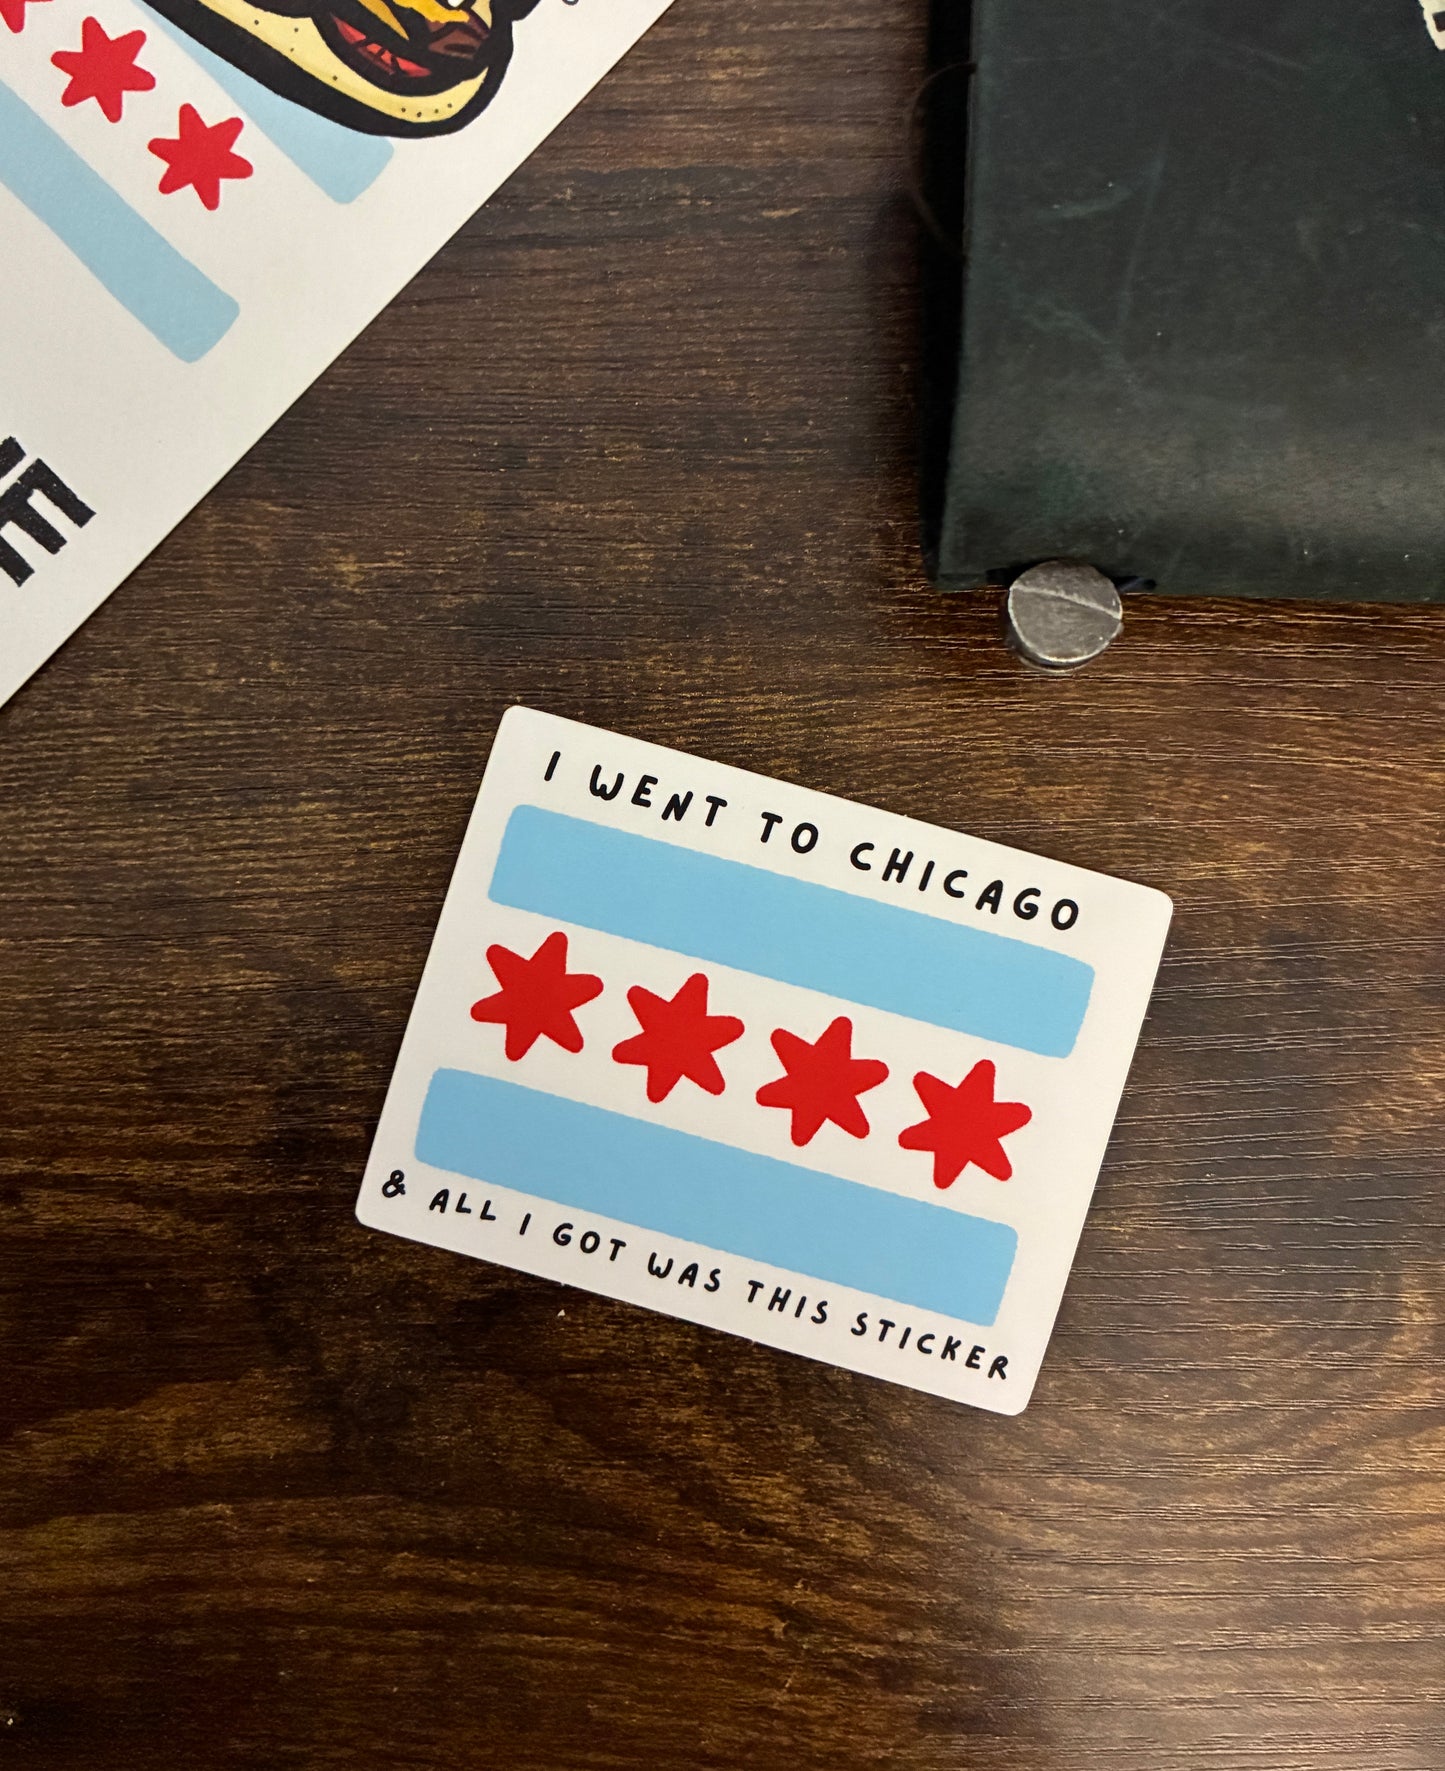 I WENT TO CHICAGO
& ALL I GOT WAS THIS STICKER